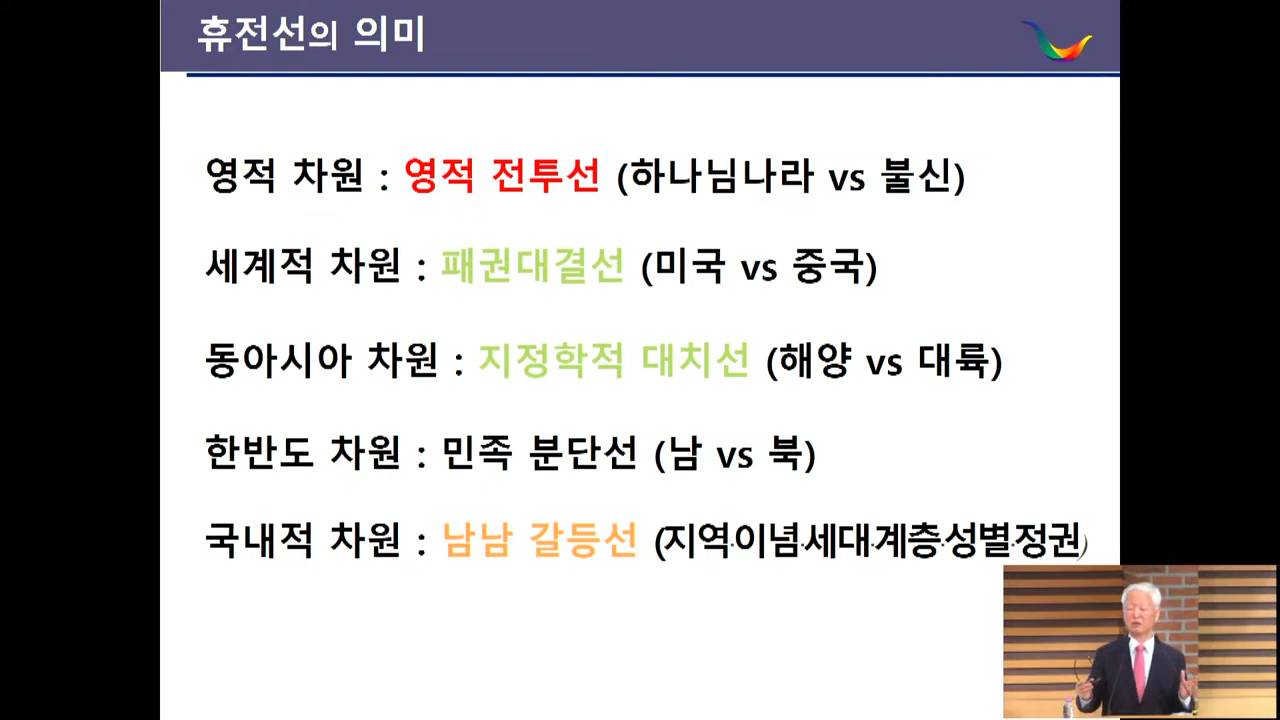 휴전선의 의미
영적 차원 : 영적 전투선 (하나님나라 vs 불신)
세계적 차원 : 패권대결선 (미국 vs 중국)
동아시아 차원 : 지정학적 대치선 (해양 vs 대륙)
한반도 차원 : 민족 분단선 (남 vs 북)
국내적 차원 : 남남 갈등선 (지역·이념·세대·계층·성별·정권)